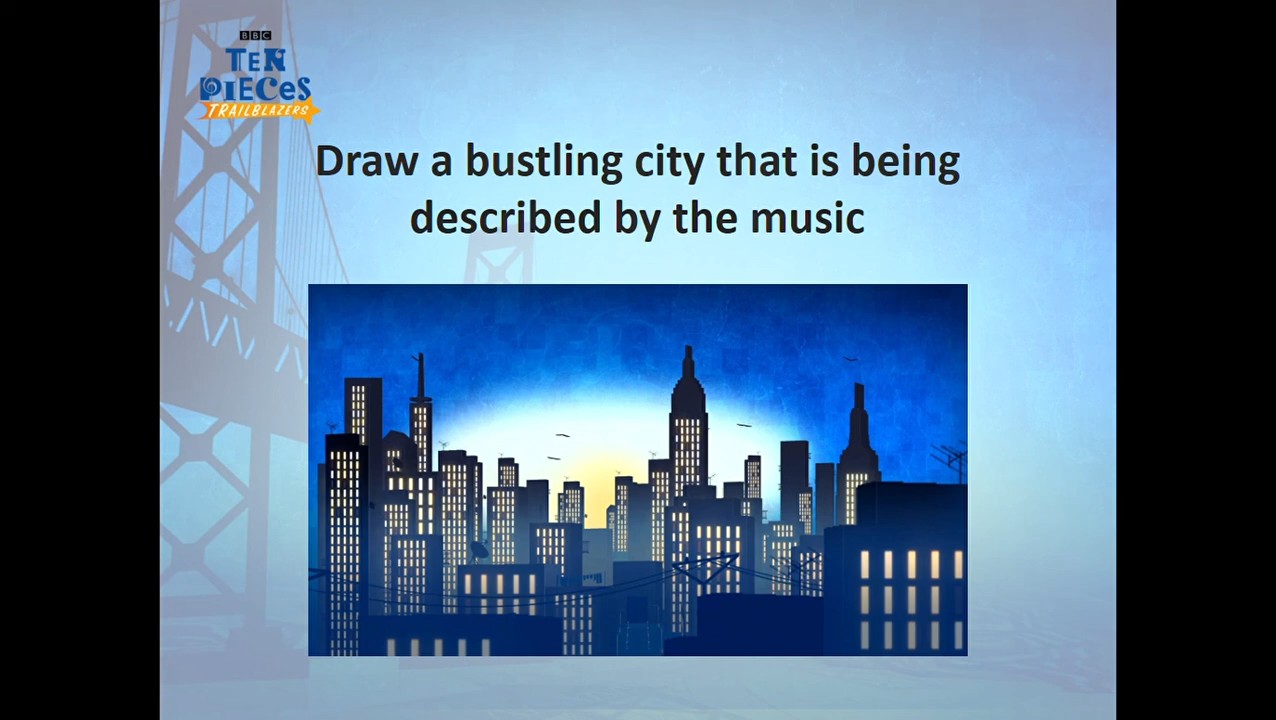 BBC
TEN
PIECES
TRAILBLAZERS
Draw a bustling city that is being
described by the music